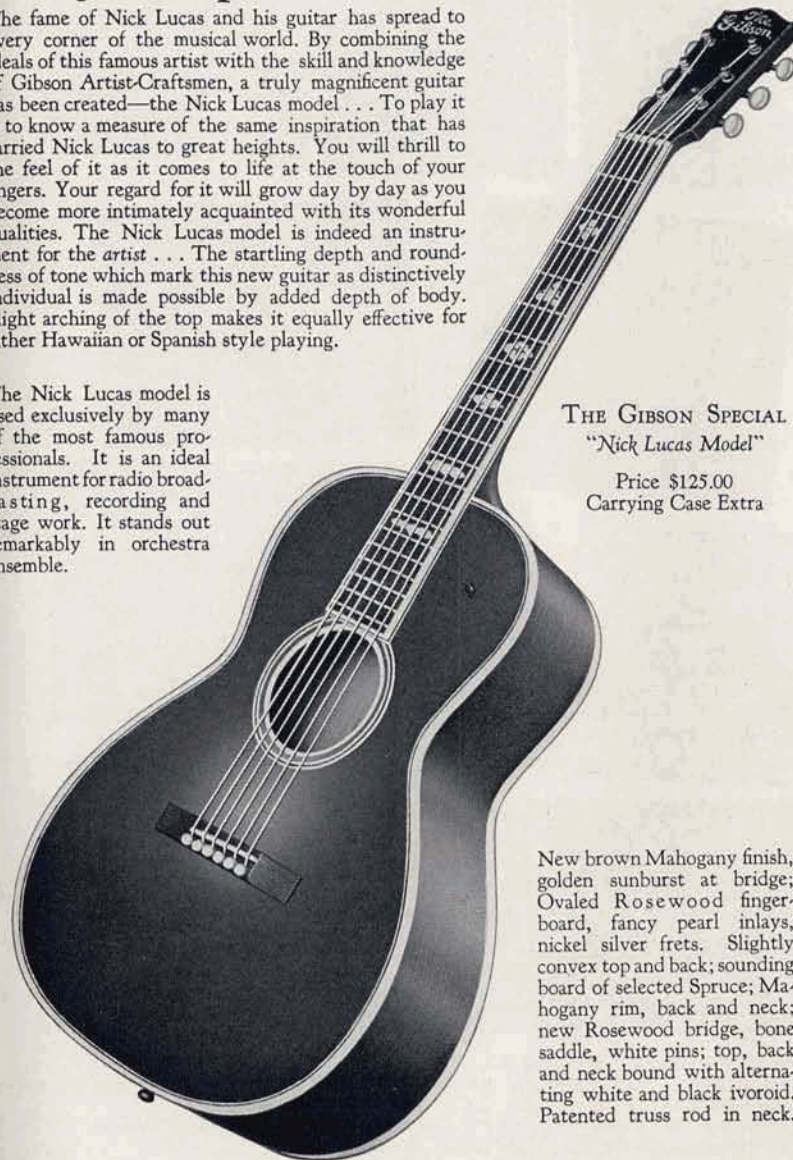 he fame of Nick Lucas and his guitar has spread to
very corner of the musical world. By combining the
deals of this famous artist with the skill and knowledge
f Gibson Artist-Craftsmen, a truly magnificent guitar
as been created—the Nick Lucas model . . . To play it
to know a measure of the same inspiration that has
arried Nick Lucas to great heights. You will thrill to
he feel of it as it comes to life at the touch of your
ngers. Your regard for it will grow day by day as you
ecome more intimately acquainted with its wonderful
ualities. The Nick Lucas model is indeed an instru-
ent for the artist . . . The startling depth and round-
ess of tone which mark this new guitar as distinctively
ndividual is made possible by added depth of body.
light arching of the top makes it equally effective for
ther Hawaiian or Spanish style playing.
he Nick Lucas model is
sed exclusively by many
f the most famous pro-
essionals. It is an ideal
nstrument for radio broad-
asting, recording and
tage work. It stands out
emarkably in orchestra
nsemble.
The
Gibson
THE GIBSON SPECIAL
"Nick Lucas Model"
Price $125.00
Carrying Case Extra
New brown Mahogany finish,
golden sunburst at bridge;
Ovaled Rosewood finger-
board, fancy pearl inlays,
nickel silver frets. Slightly
convex top and back; sounding
board of selected Spruce; Ma-
hogany rim, back and neck;
new Rosewood bridge, bone
saddle, white pins; top, back
and neck bound with alterna-
ting white and black ivoroid.
Patented truss rod in neck.